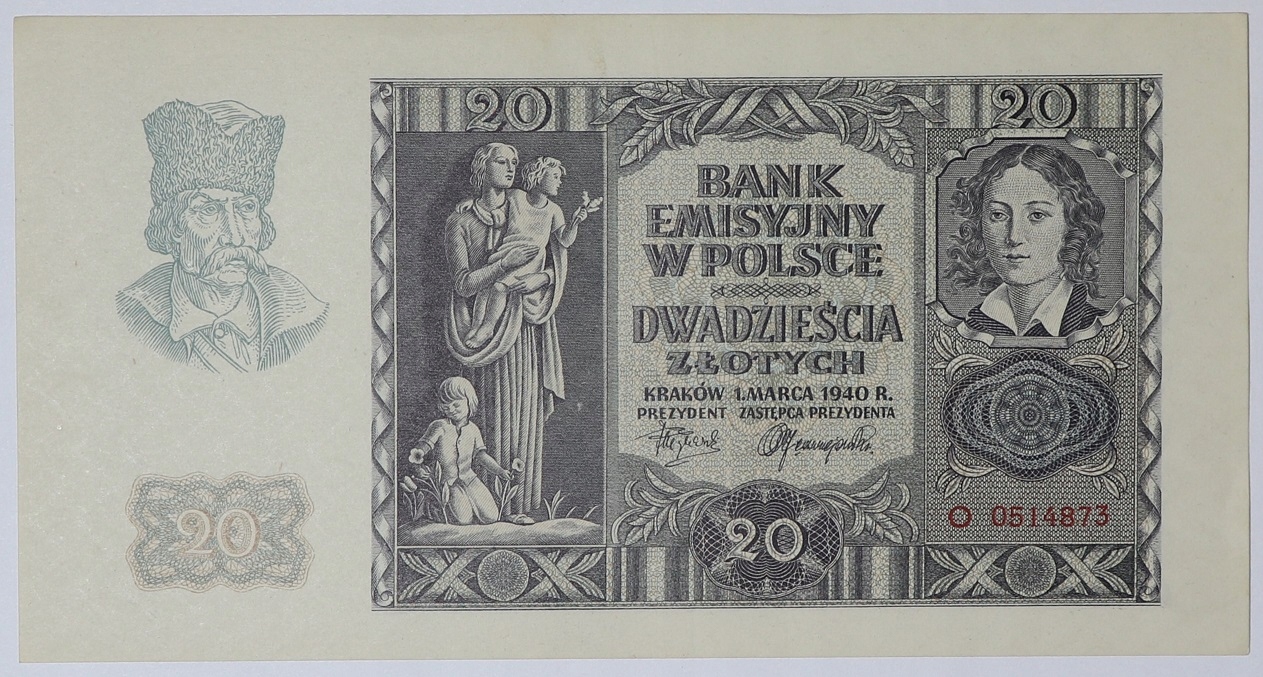 20
20
BANK
EMISYJNY
W POLSCE
DWADZIEŚCIA
ZŁOTYCH
KRAKÓW 1. MARCA 1940 R.
PREZYDENT ZASTĘPCA PREZYDENTA
O 0514873
20
20